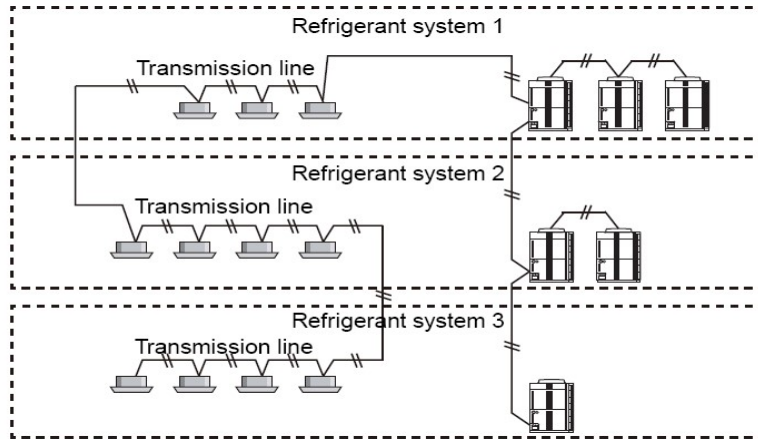 Refrigerant system 1
Transmission line
Refrigerant system 2
Transmission line
Refrigerant system 3
Transmission line